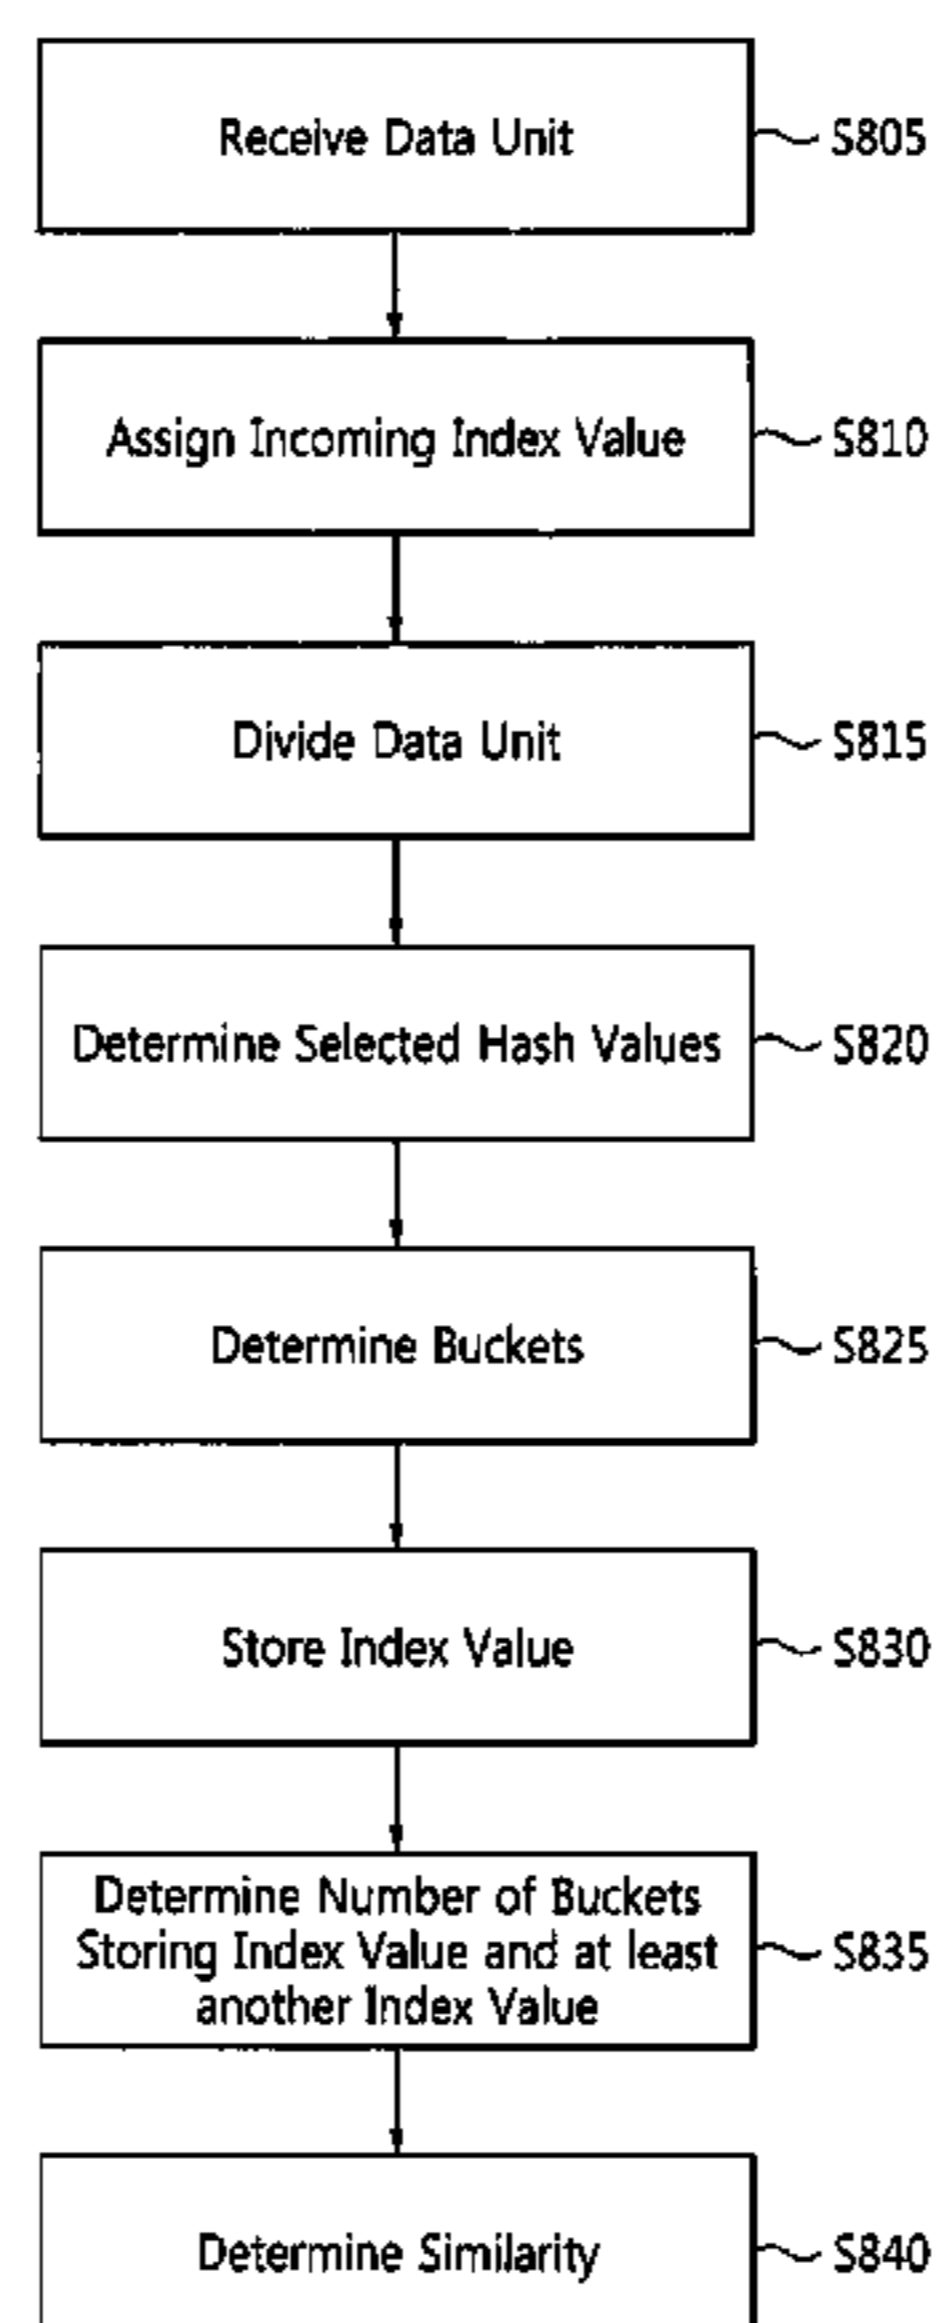 Receive Data Unit
S805
Assign Incoming Index Value
S810
Divide Data Unit
S815
Determine Selected Hash Values
S820
Determine Buckets
S825
Store Index Value
S830
Determine Number of Buckets
Storing Index Value and at least
another Index Value
S835
Determine Similarity
S840